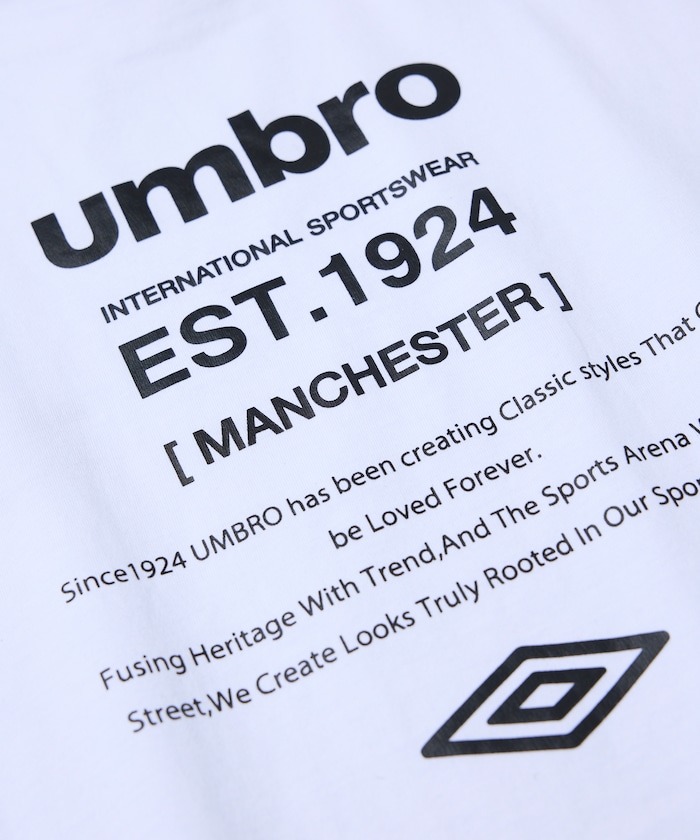 umbro
INTERNATIONAL SPORTSWEAR
EST.1924
[ MANCHESTER ]
Since1924 UMBRO has been creating Classic styles That
be Loved Forever.
Fusing Heritage With Trend,And The Sports Arena
Street,We Create Looks Truly Rooted In Our